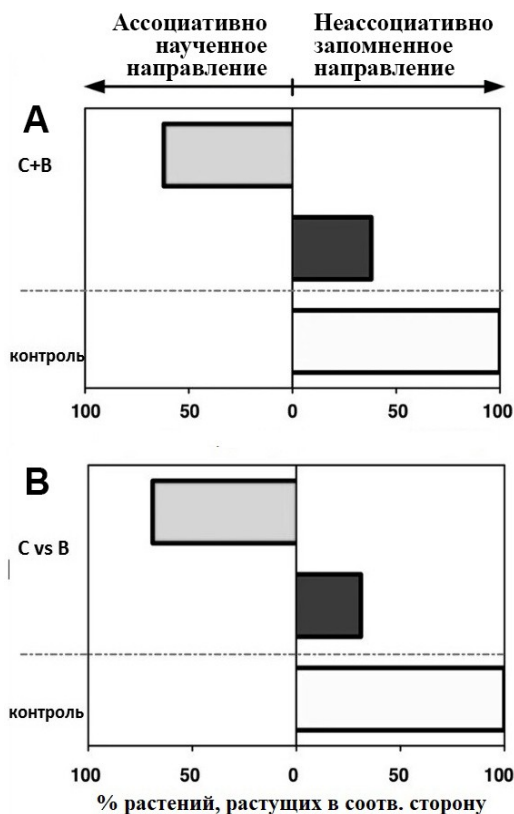 Ассоциативно
наученное
направление
Неассоциативно
запомненное
направление
A
C+B
контроль
100 50 0 50 100
B
C vs B
контроль
100 50 0 50 100
% растений, растущих в соотв. сторону